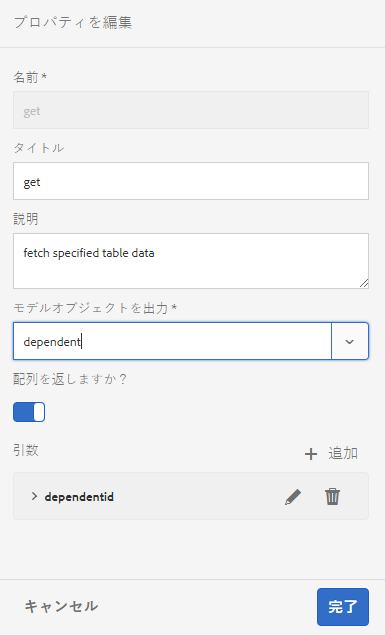 プロパティを編集
名前 *
get
タイトル
get
説明
fetch specified table data
モデルオブジェクトを出力 *
dependent
配列を返しますか？
引数
追加
dependentid
キャンセル
完了